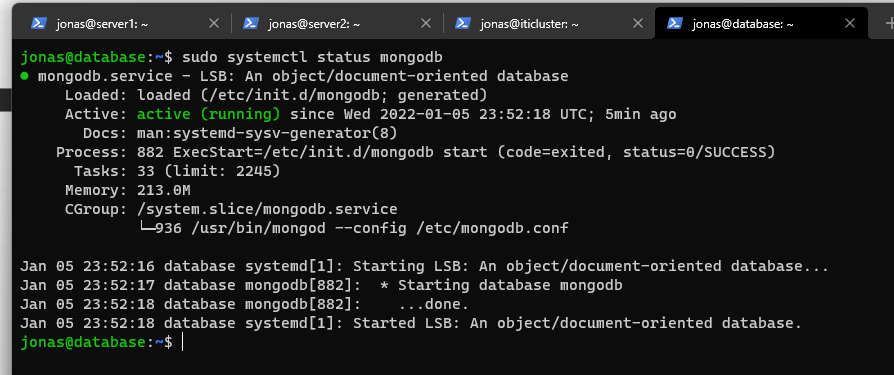 jonas@server1: ~
jonas@server2: ~
jonas@iticluster: ~
jonas@database: ~
jonas@database:~$ sudo systemctl status mongodb
● mongodb.service - LSB: An object/document-oriented database
Loaded: loaded (/etc/init.d/mongodb; generated)
Active: active (running) since Wed 2022-01-05 23:52:18 UTC; 5min ago
Docs: man:systemd-sysv-generator(8)
Process: 882 ExecStart=/etc/init.d/mongodb start (code=exited, status=0/SUCCESS)
Tasks: 33 (limit: 2245)
Memory: 213.0M
CGroup: /system.slice/mongodb.service
└─936 /usr/bin/mongod --config /etc/mongodb.conf
Jan 05 23:52:16 database systemd[1]: Starting LSB: An object/document-oriented database...
Jan 05 23:52:17 database mongodb[882]:  * Starting database mongodb
Jan 05 23:52:18 database mongodb[882]:    ...done.
Jan 05 23:52:18 database systemd[1]: Started LSB: An object/document-oriented database.
jonas@database:~$